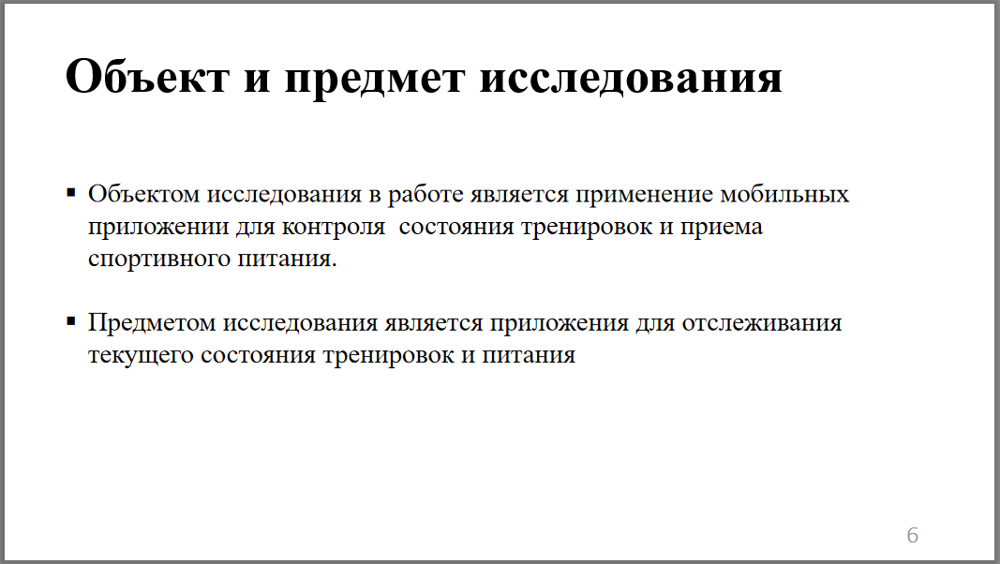 Объект и предмет исследования
▪ Объектом исследования в работе является применение мобильных
приложении для контроля  состояния тренировок и приема
спортивного питания.
▪ Предметом исследования является приложения для отслеживания
текущего состояния тренировок и питания
6